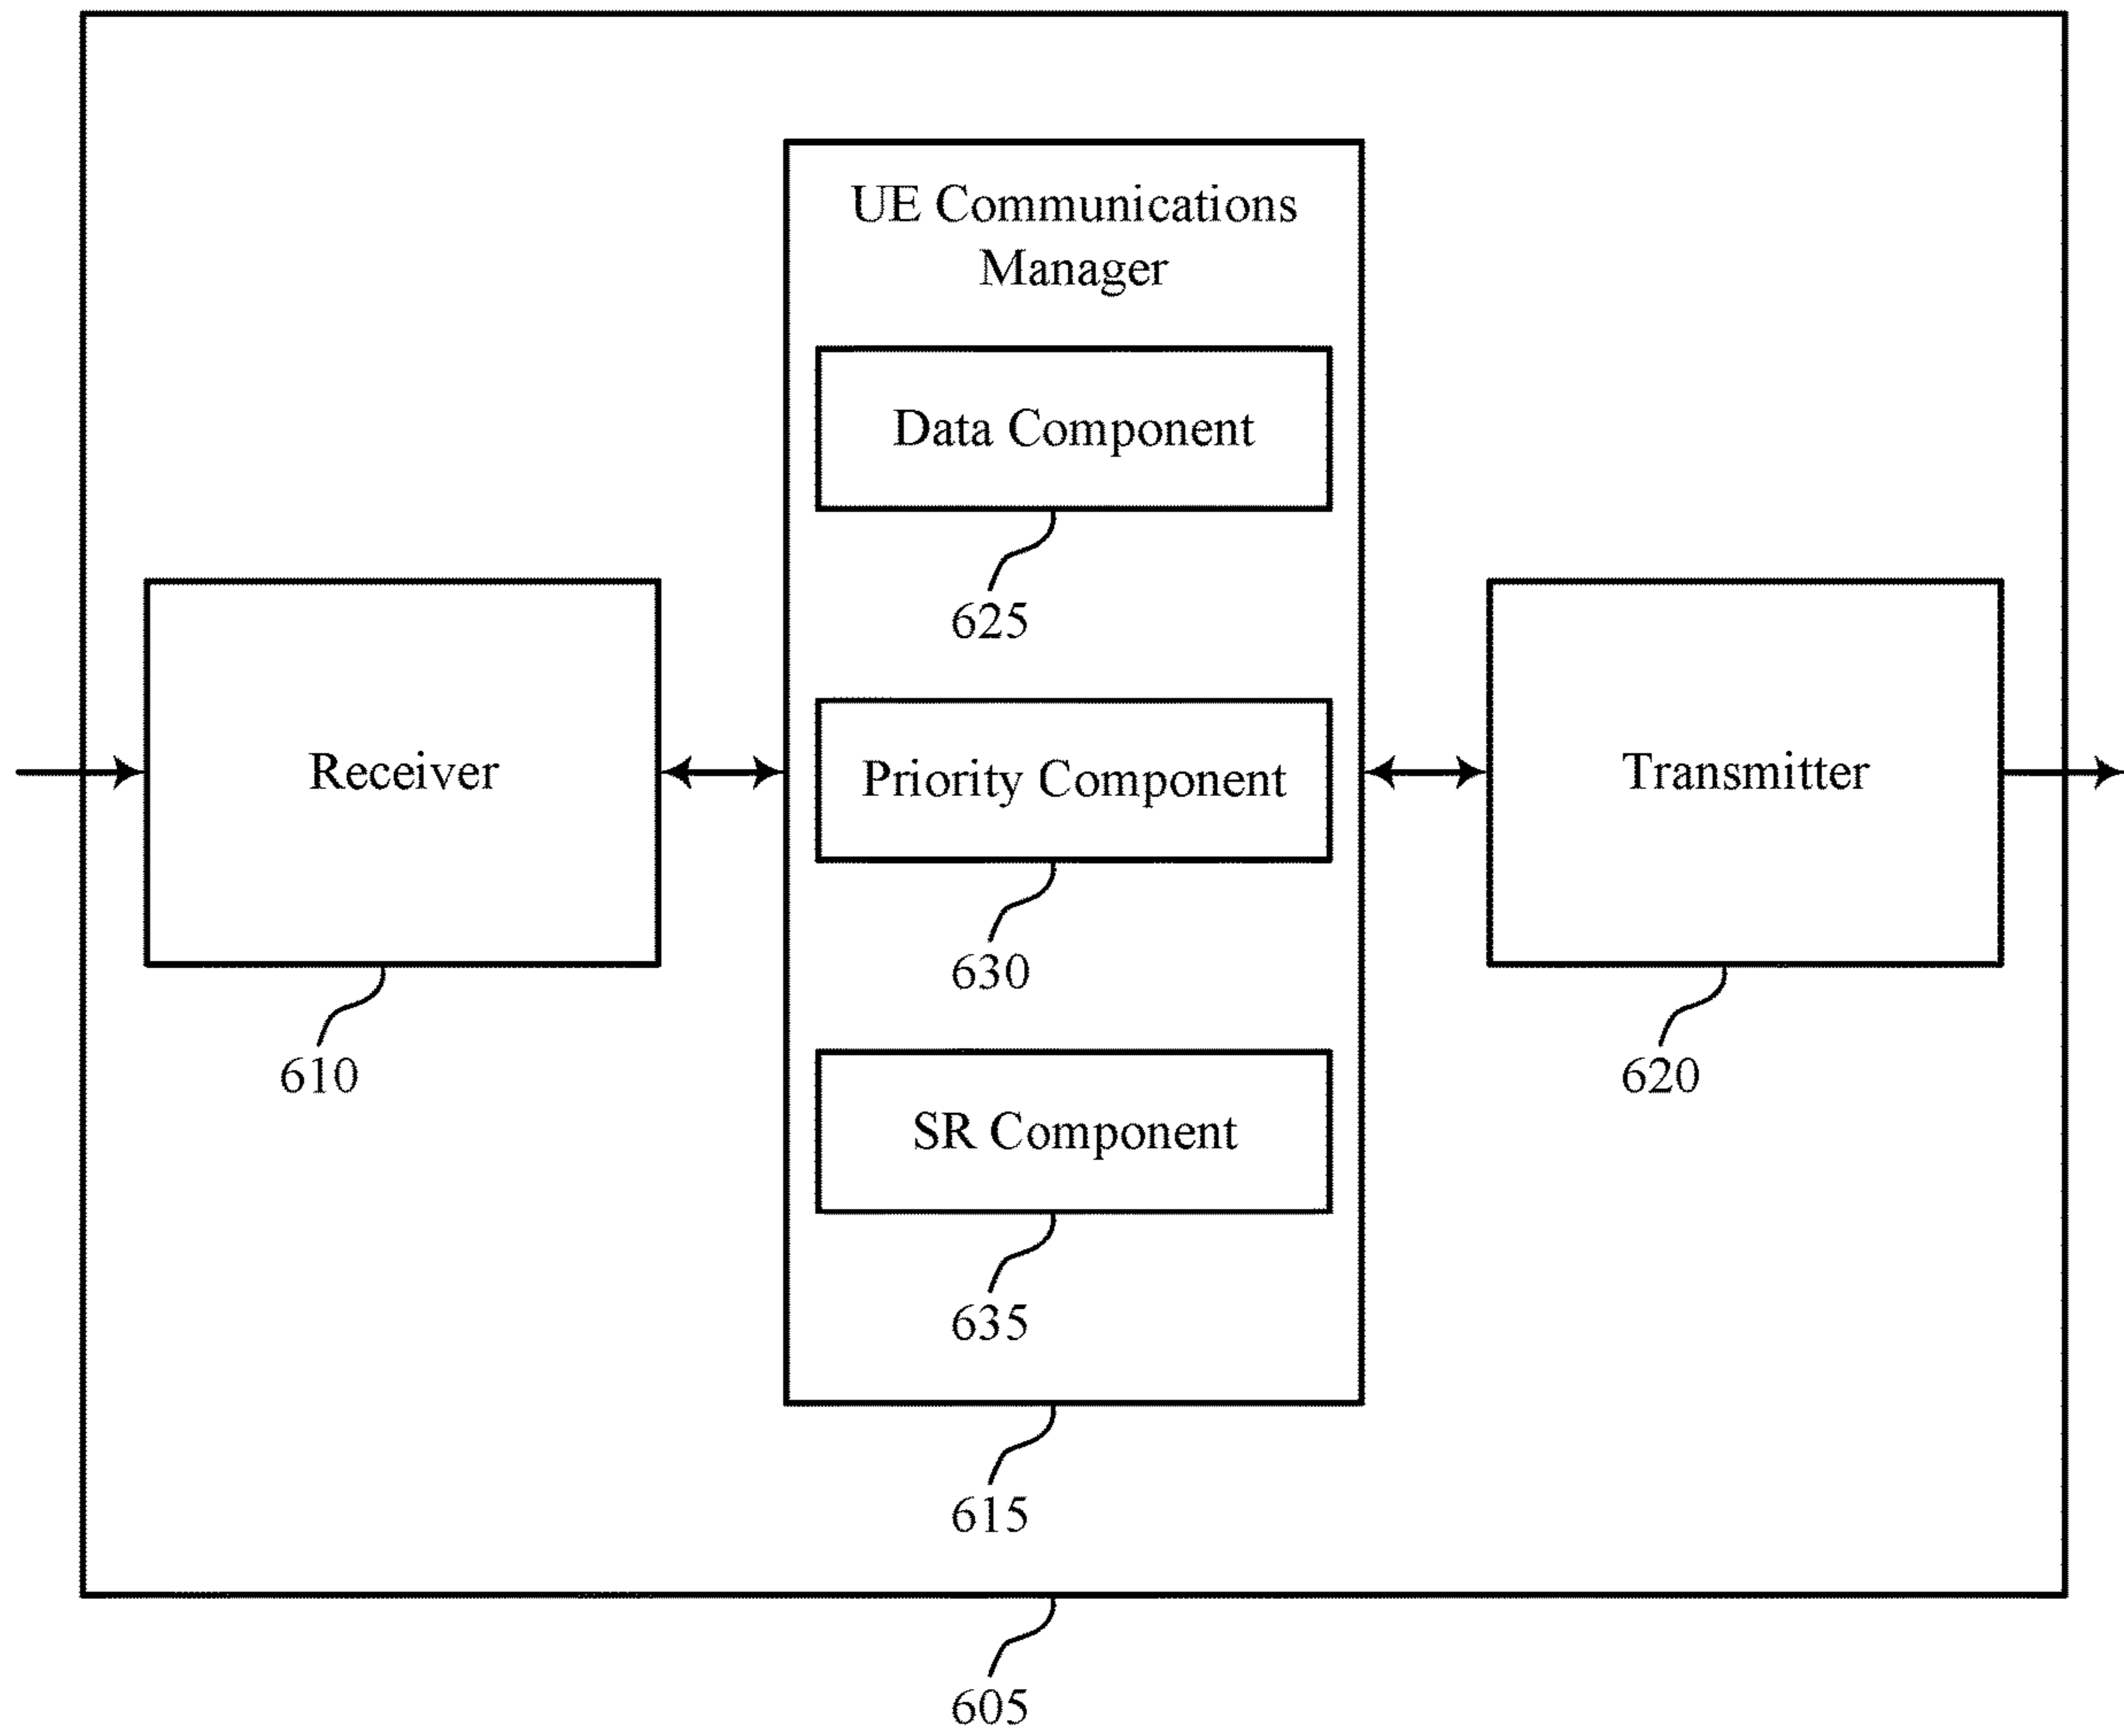 UE Communications
Manager
Data Component
625
Receiver
Priority Component
Transmitter
630
610
620
SR Component
635
615
605